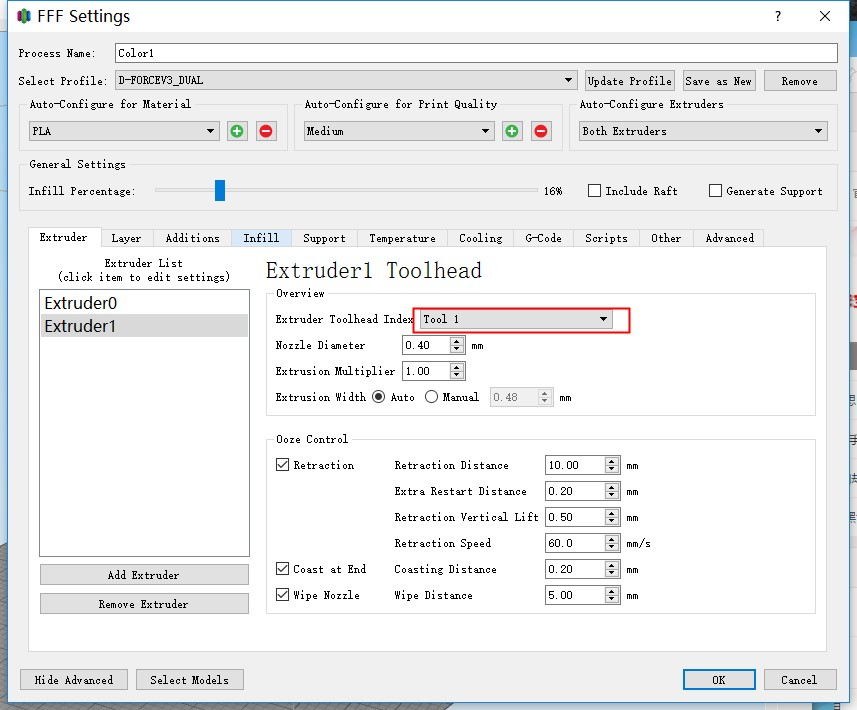 FFF Settings
?
Process Name: Color1
Select Profile: D-FORCEV3_DUAL Update Profile Save as New Remove
Auto-Configure for Material Auto-Configure for Print Quality Auto-Configure Extruders
PLA Medium Both Extruders
General Settings
Infill Percentage: 16% Include Raft Generate Support
Extruder Layer Additions Infill Support Temperature Cooling G-Code Scripts Other Advanced
Extruder List
(click item to edit settings)
Extruder0
Extruder1
Add Extruder
Remove Extruder
Extruder1 Toolhead
Overview
Extruder Toolhead Index Tool 1
Nozzle Diameter 0.40 mm
Extrusion Multiplier 1.00
Extrusion Width Auto Manual 0.48 mm
Ooze Control
Retraction Retraction Distance 10.00 mm
Extra Restart Distance 0.20 mm
Retraction Vertical Lift 0.50 mm
Retraction Speed 60.0 mm/s
Coast at End Coasting Distance 0.20 mm
Wipe Nozzle Wipe Distance 5.00 mm
Hide Advanced Select Models OK Cancel